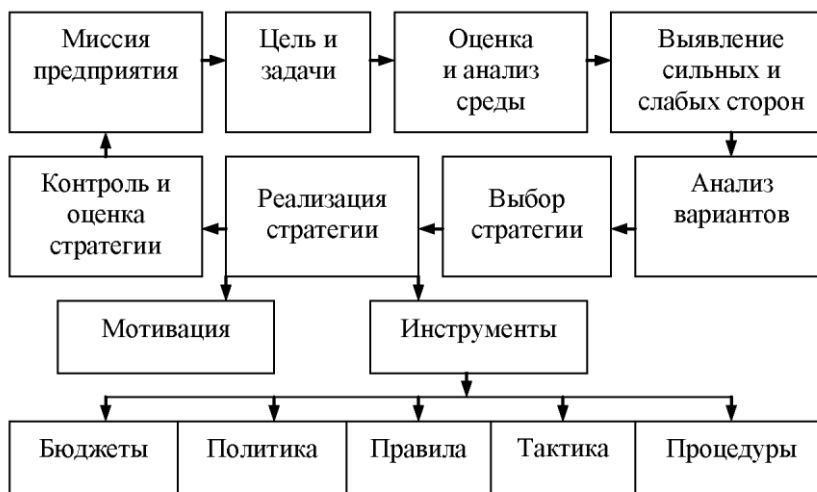 Миссия
предприятия
Цель и
задачи
Оценка
и анализ
среды
Выявление
сильных и
слабых сторон
Контроль и
оценка
стратегии
Реализация
стратегии
Выбор
стратегии
Анализ
вариантов
Мотивация
Инструменты
Бюджеты
Политика
Правила
Тактика
Процедуры